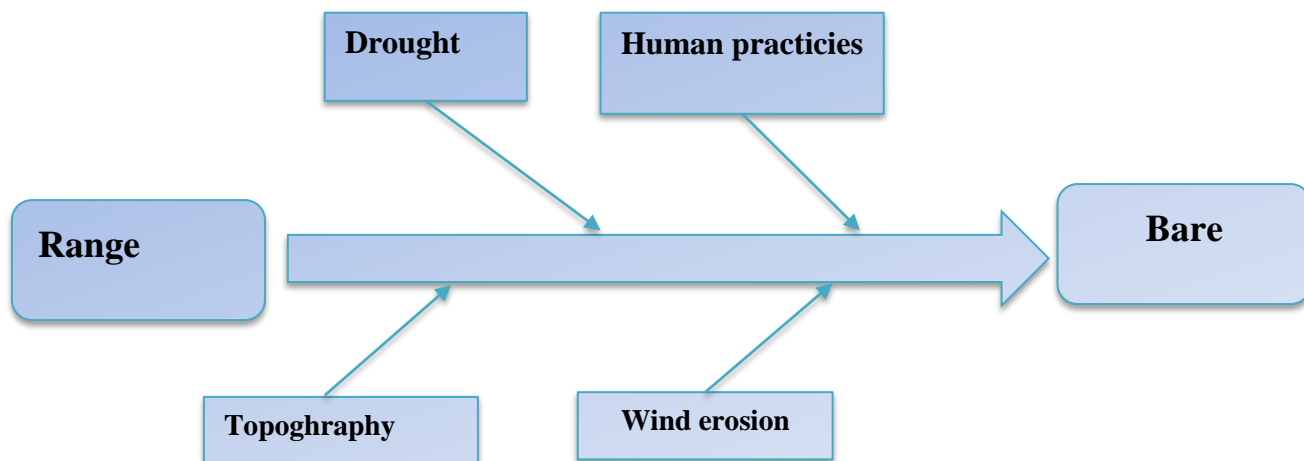 Drought
Human practicies
Range
Bare
Topoghraphy
Wind erosion